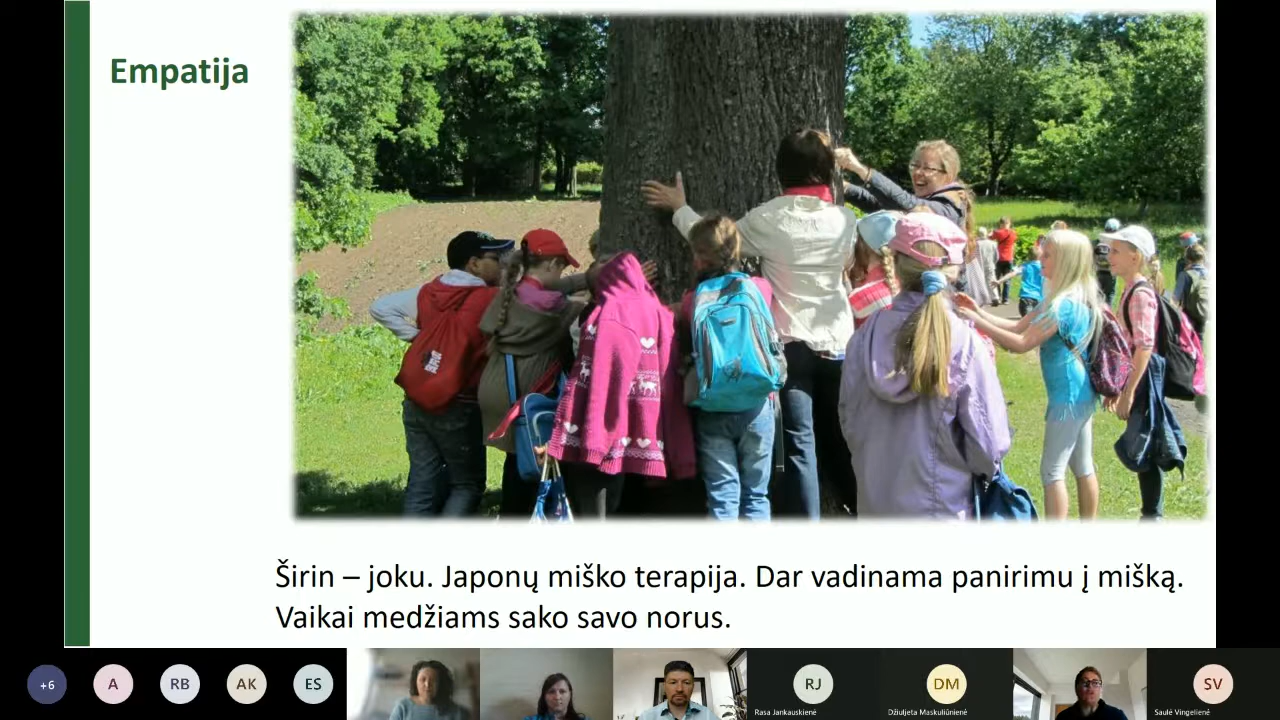 Empatija
Širin – joku. Japonų miško terapija. Dar vadinama panirimu į mišką.
Vaikai medžiams sako savo norus.
+6
A
RB
AK
ES
RJ
DM
SV
Rasa Jankauskienė
Džiuljeta Maskuliūnienė
Saulė Vingelienė